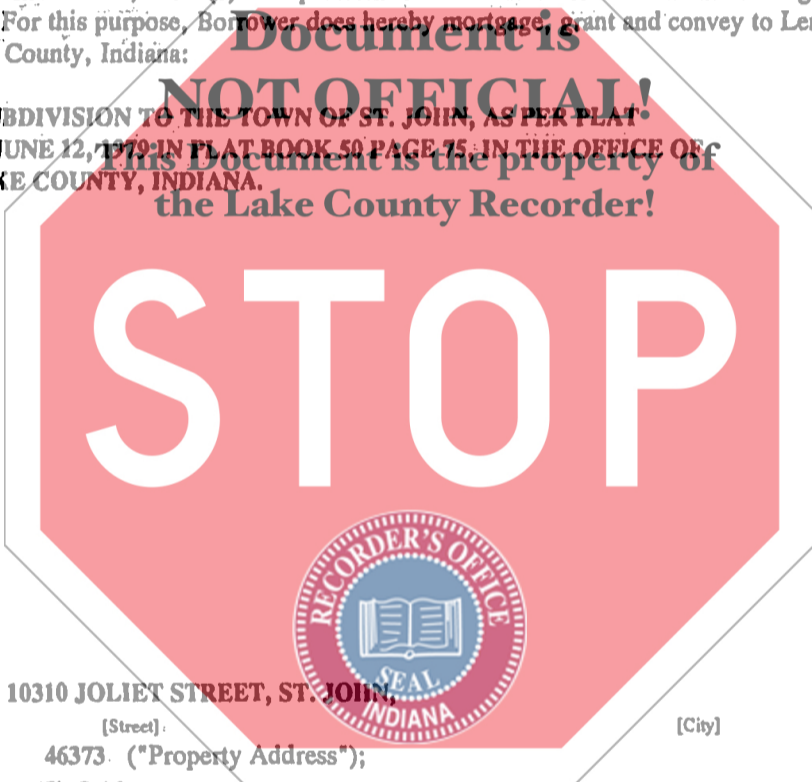 For this purpose, Borrower does hereby mortgage, grant and convey to
Document is
County, Indiana:
NOT OFFICIAL!
BDIVISION TO THE TOWN OF ST. JOHN, AS PER PLAT
JUNE 12, 1979 IN PLAT BOOK 50 PAGE 75, IN THE OFFICE OF
This Document is the property of
KE COUNTY, INDIANA.
the Lake County Recorder!
STOP
RECORDER'S OFFICE
SEAL
INDIANA
10310 JOLIET STREET, ST. JOHN,
[Street]
[City]
46373 ("Property Address");